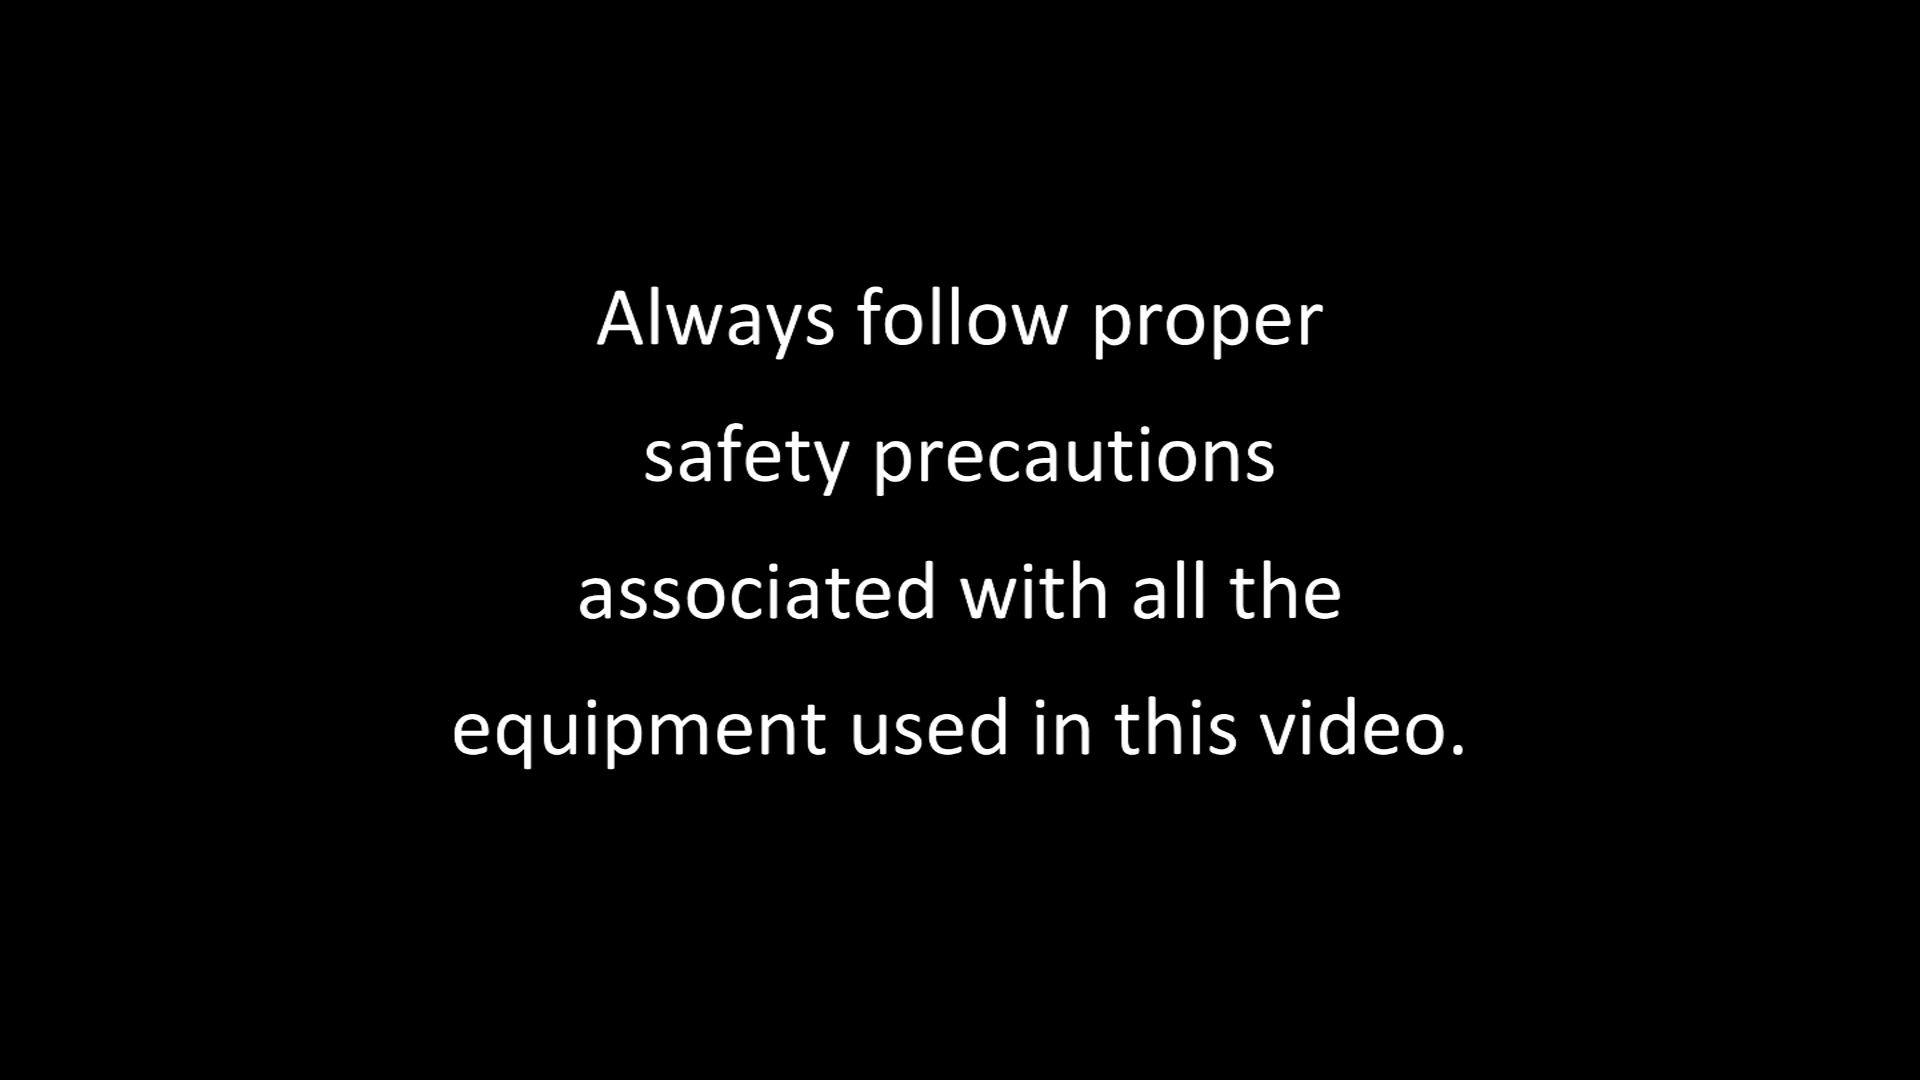 Always follow proper
safety precautions
associated with all the
equipment used in this video.